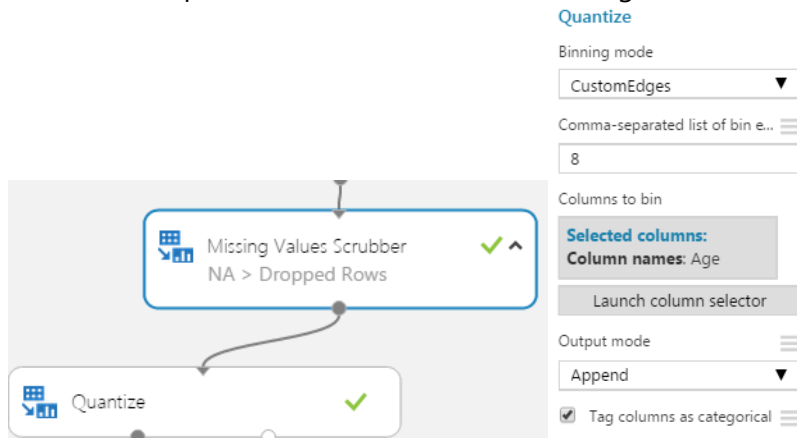 Quantize
Binning mode
CustomEdges
Comma-separated list of bin e...
8
Columns to bin
Selected columns:
Column names: Age
Launch column selector
Output mode
Append
Tag columns as categorical
Missing Values Scrubber
NA > Dropped Rows
Quantize